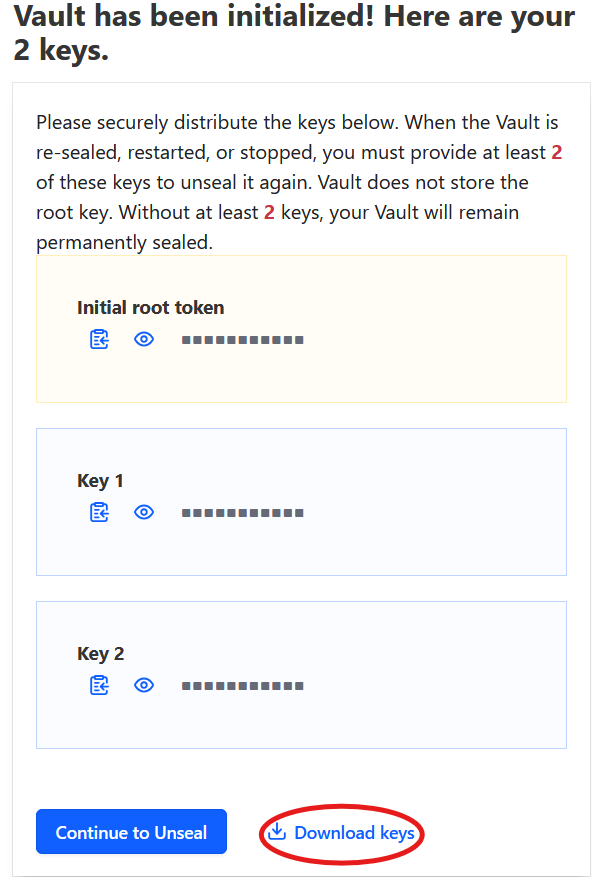 Vault has been initialized! Here are your
2 keys.
Please securely distribute the keys below. When the Vault is
re-sealed, restarted, or stopped, you must provide at least 2
of these keys to unseal it again. Vault does not store the
root key. Without at least 2 keys, your Vault will remain
permanently sealed.
Initial root token
Key 1
Key 2
Continue to Unseal
Download keys